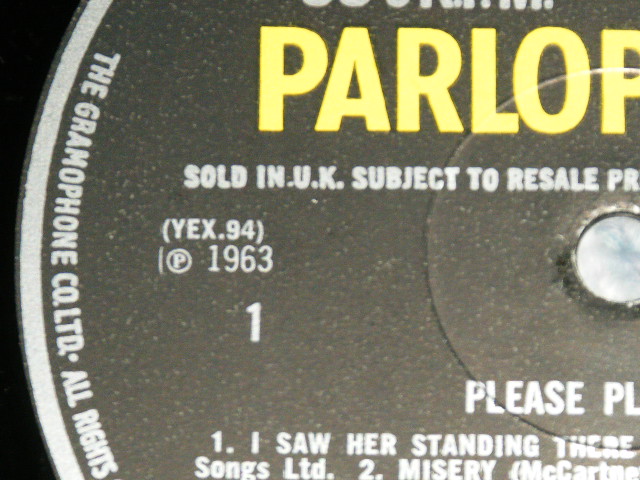 THE GRAMOPHONE CO. LTD. · ALL RIGHTS
PARLOP
SOLD IN U.K. SUBJECT TO RESALE PR
(YEX.94)
℗ 1963
1
PLEASE PL
1. I SAW HER STANDING THERE
Songs Ltd. 2. MISERY (McCartne